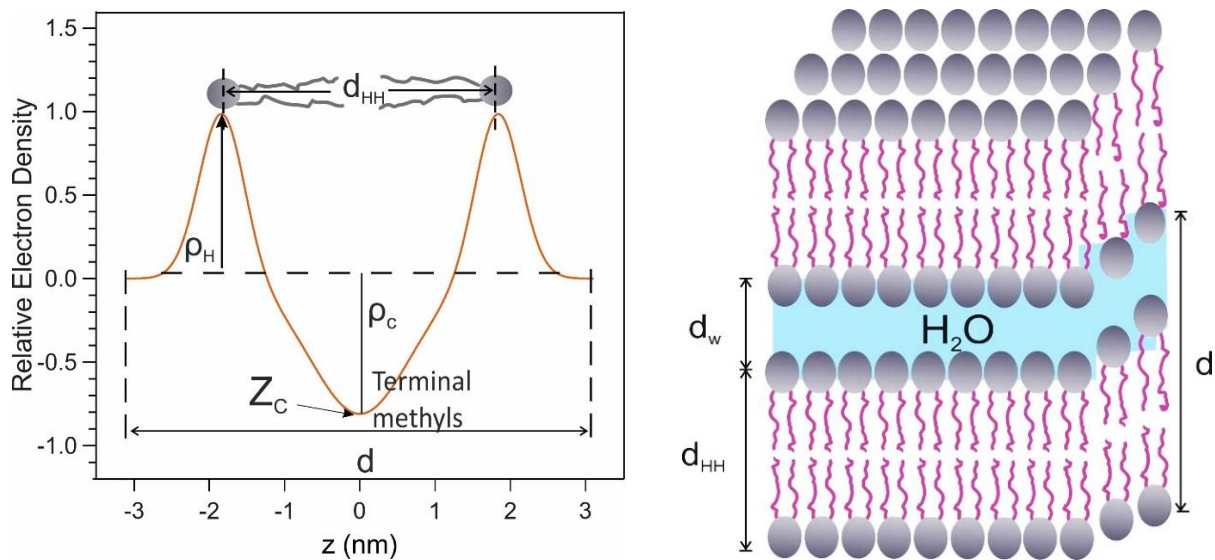 1.5
1.0
0.5
0.0
-0.5
-1.0
Relative Electron Density
-3 -2 -1 0 1 2 3
z (nm)
d_HH
ρ_H
ρ_c
Z_C
Terminal
methyls
d
d_w
H₂O
d_HH
d